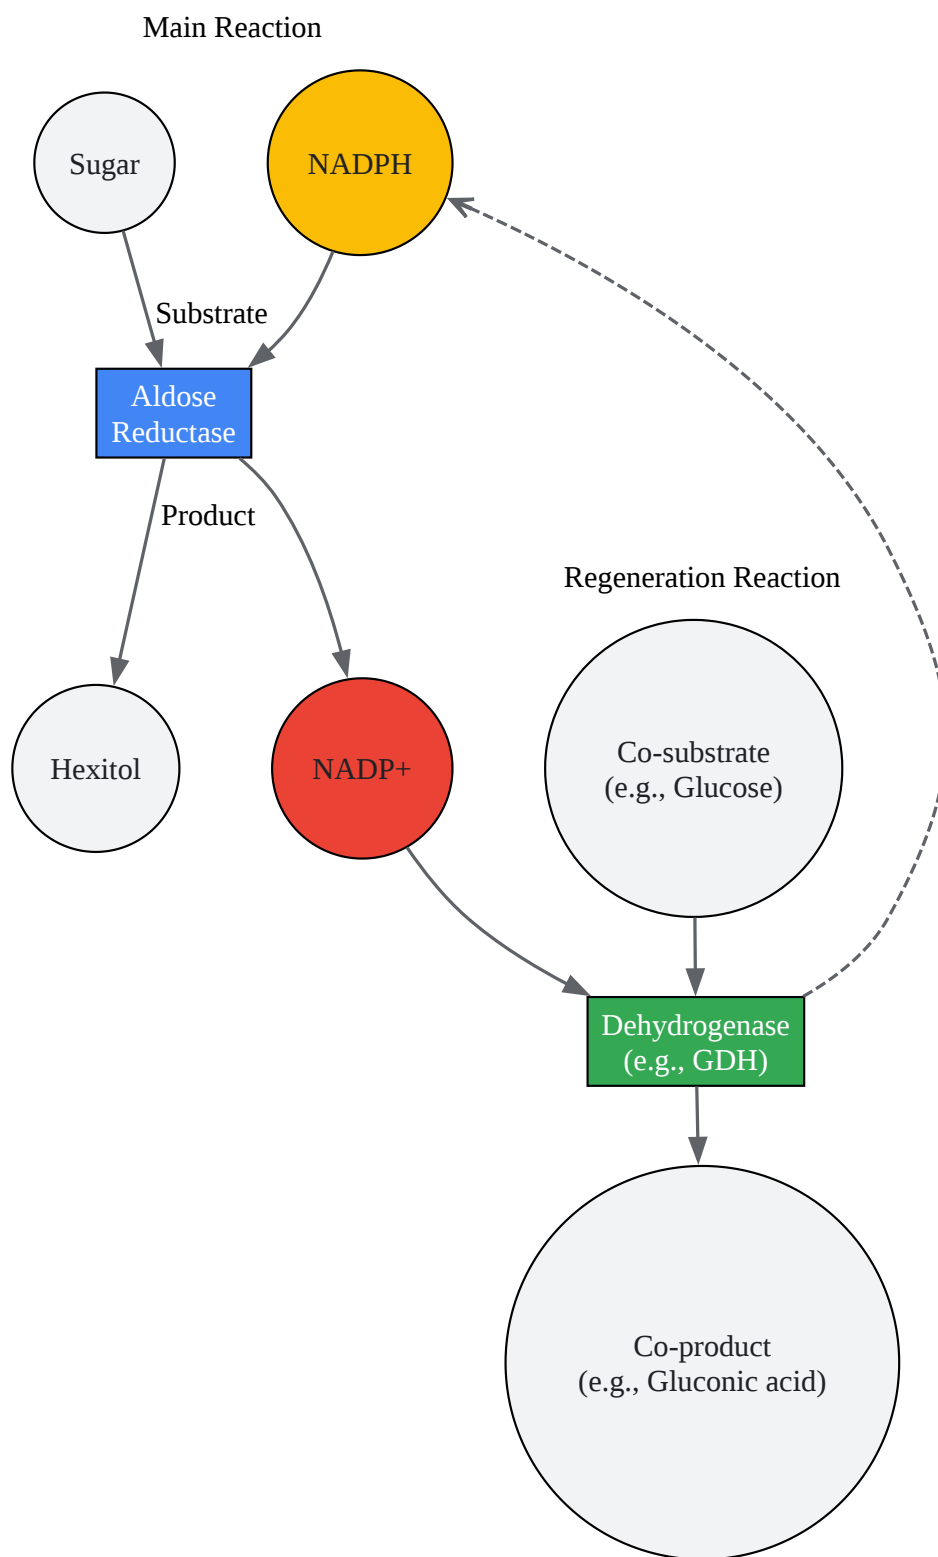 Main Reaction
Sugar
NADPH
Substrate
Aldose
Reductase
Product
Regeneration Reaction
Hexitol
NADP+
Co-substrate
(e.g., Glucose)
Dehydrogenase
(e.g., GDH)
Co-product
(e.g., Gluconic acid)